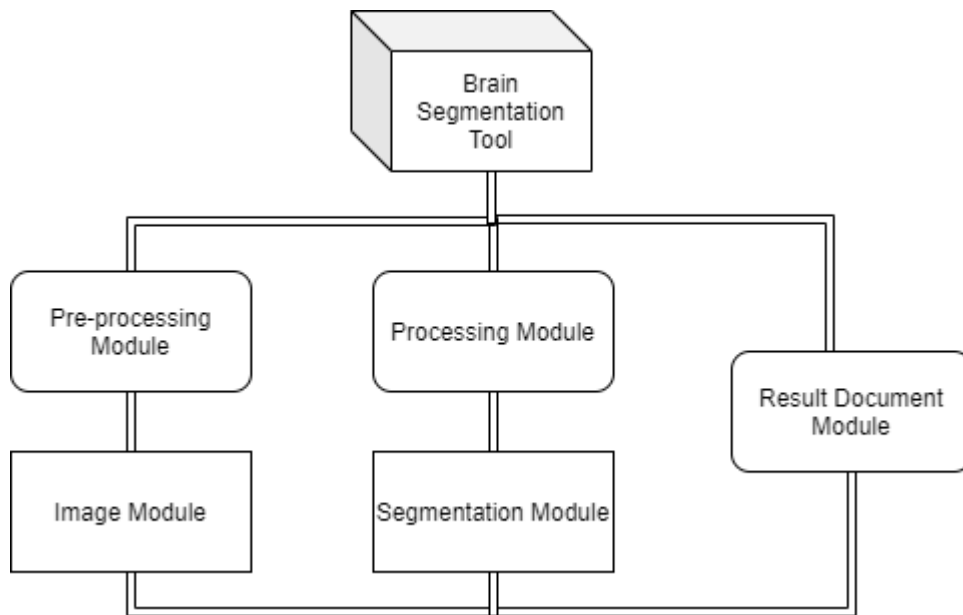 Brain
Segmentation
Tool
Pre-processing
Module
Processing Module
Result Document
Module
Image Module
Segmentation Module